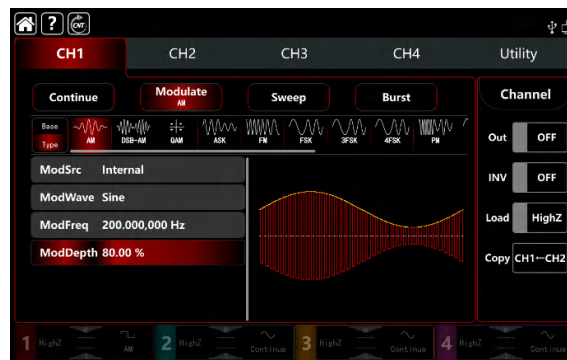 ? CNT
CH1 CH2 CH3 CH4 Utility
Continue Modulate AM Sweep Burst Channel
Base Type AM DSB-AM QAM ASK FM FSK 3FSK 4FSK PM
Out OFF
ModSrc Internal
INV OFF
ModWave Sine
ModFreq 200.000,000 Hz
Load HighZ
ModDepth 80.00 %
Copy CH1←CH2
1 HighZ AM 2 HighZ Continue 3 HighZ Continue 4 HighZ Continue